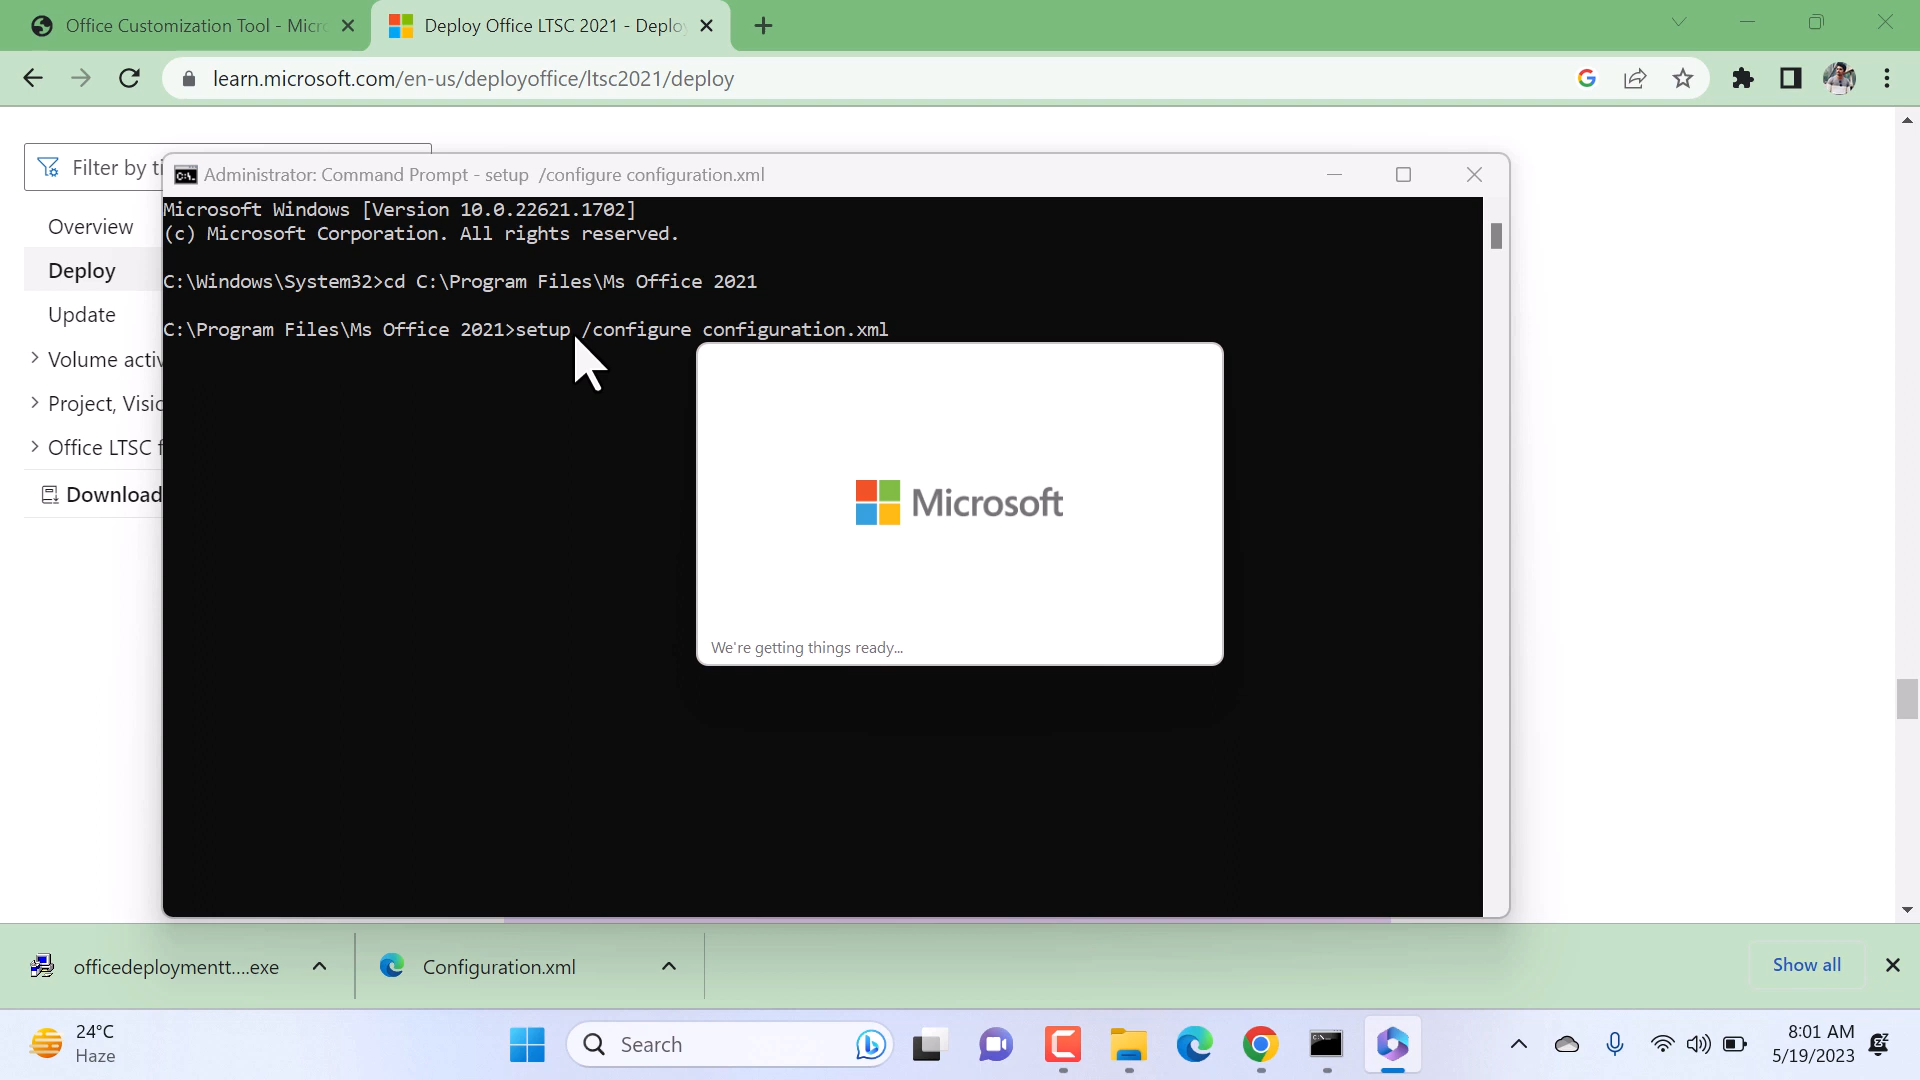 Office Customization Tool - Micr
Deploy Office LTSC 2021 - Deplo
learn.microsoft.com/en-us/deployoffice/ltsc2021/deploy
Filter by ti
Overview
Deploy
Update
Volume activ
Project, Visio
Office LTSC f
Download
Administrator: Command Prompt - setup  /configure configuration.xml
Microsoft Windows [Version 10.0.22621.1702]
(c) Microsoft Corporation. All rights reserved.
C:\Windows\System32>cd C:\Program Files\Ms Office 2021
C:\Program Files\Ms Office 2021>setup /configure configuration.xml
Microsoft
We're getting things ready...
officedeploymentt....exe
Configuration.xml
Show all
24°C
Haze
Search
8:01 AM
5/19/2023